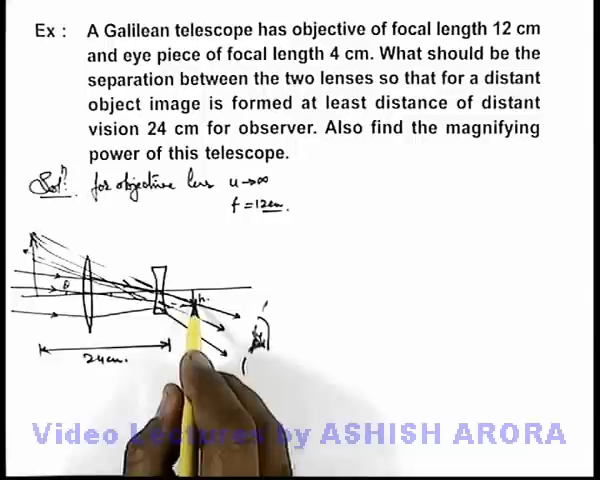 Ex : A Galilean telescope has objective of focal length 12 cm
and eye piece of focal length 4 cm. What should be the
separation between the two lenses so that for a distant
object image is formed at least distance of distant
vision 24 cm for observer. Also find the magnifying
power of this telescope.
Solⁿ. for objective lens u→∞
f = 12cm.
θ
h
24cm.
Video Lectures by ASHISH ARORA